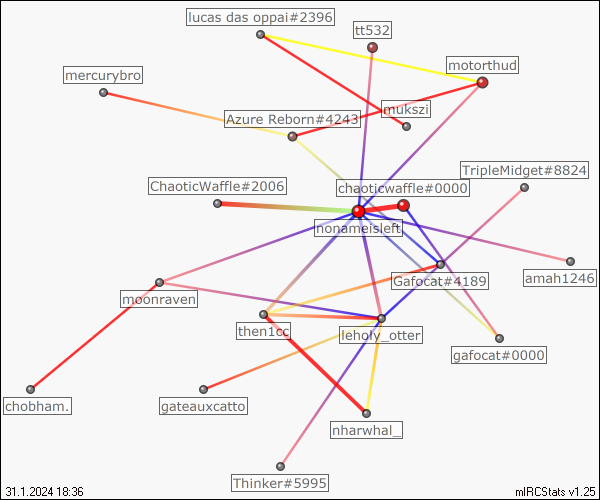 lucas das oppai#2396
tt532
motorthud
mercurybro
mukszi
Azure Reborn#4243
TripleMidget#8824
ChaoticWaffle#2006
chaoticwaffle#0000
nonameisleft
amah1246
Gafocat#4189
moonraven
then1cc
lehofy_otter
gafocat#0000
chobham.
gateauxcatto
nharwhal_
Thinker#5995
31.1.2024 18:36
mIRCStats v1.25